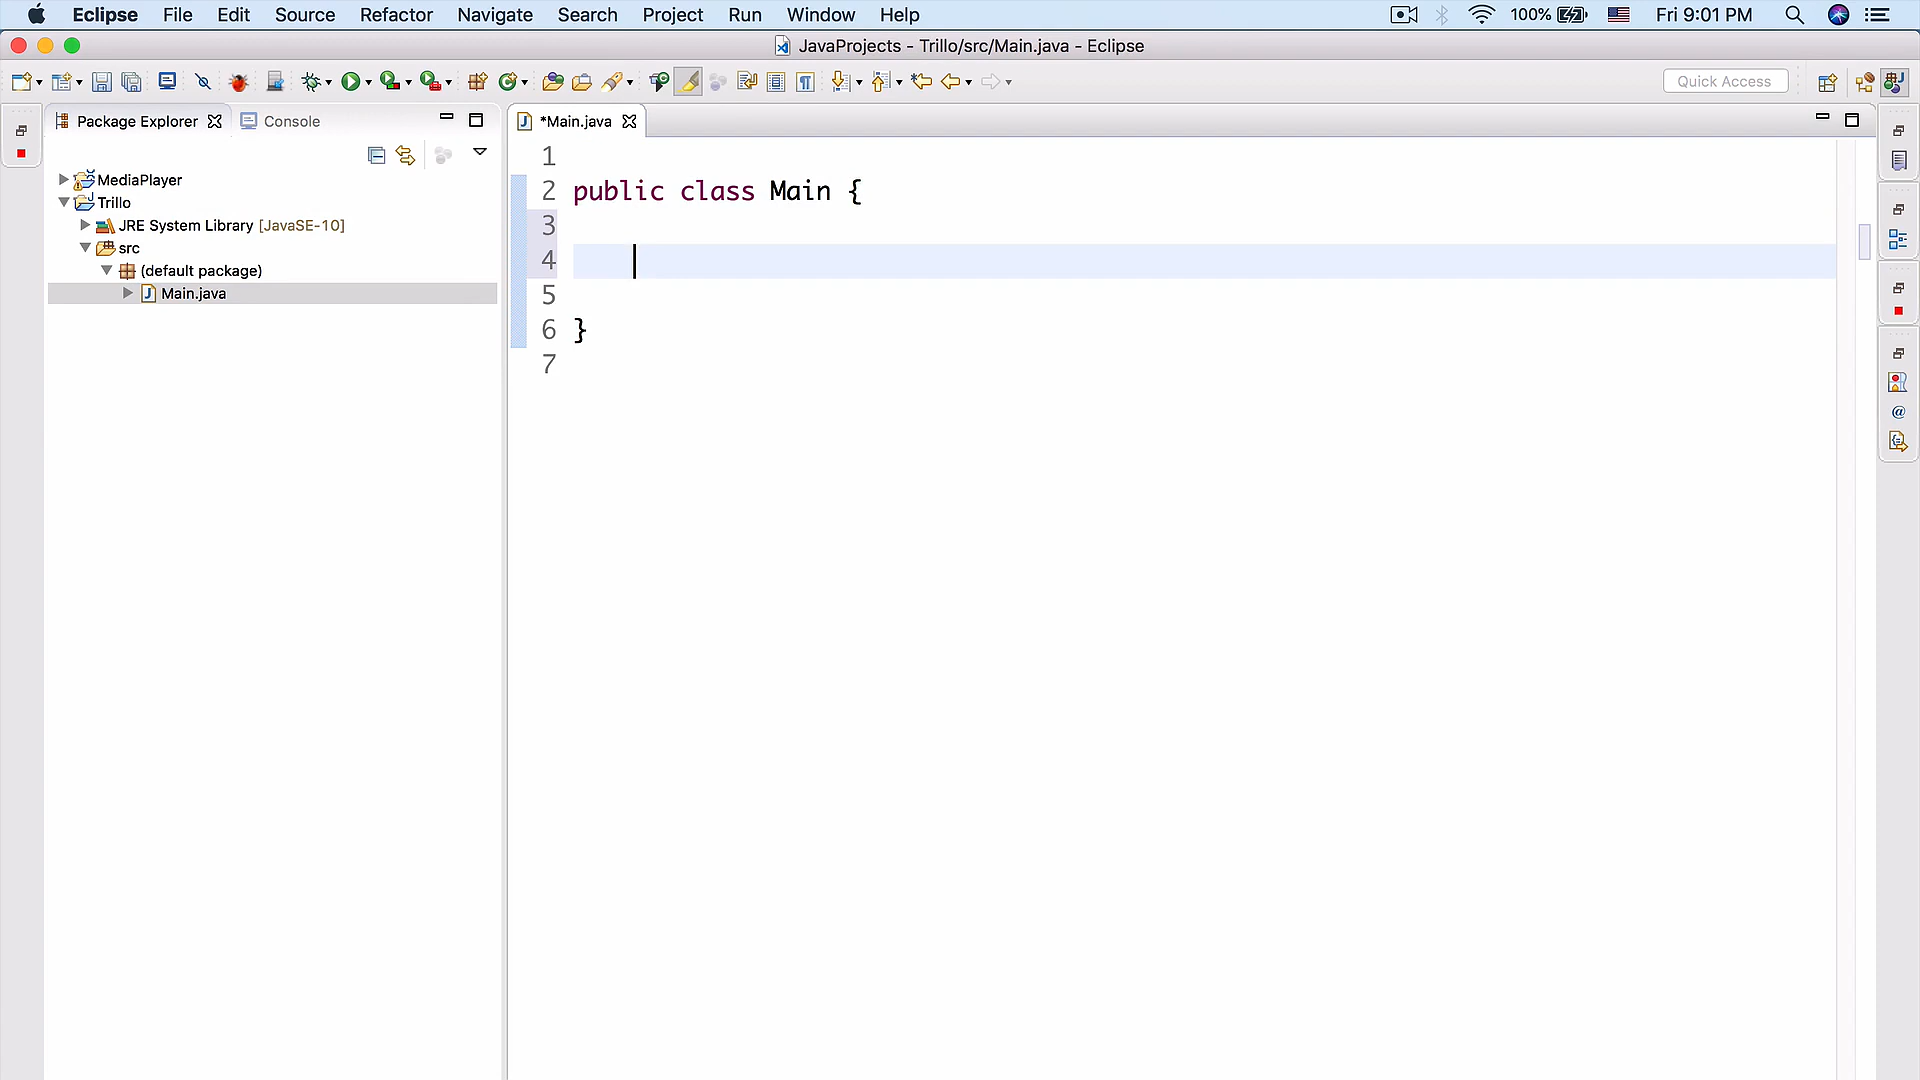 Eclipse File Edit Source Refactor Navigate Search Project Run Window Help 100% Fri 9:01 PM
JavaProjects - Trillo/src/Main.java - Eclipse
Quick Access
Package Explorer Console
*Main.java
MediaPlayer
Trillo
JRE System Library [JavaSE-10]
src
(default package)
Main.java
1
2 public class Main {
3
4
5
6 }
7